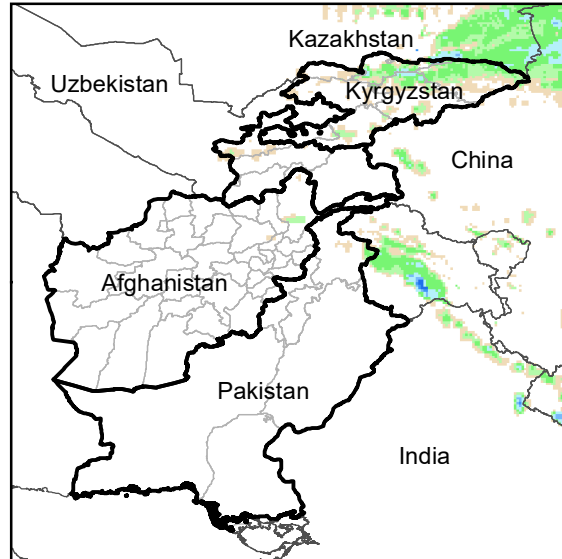 Kazakhstan
Uzbekistan
Kyrgyzstan
China
Afghanistan
Pakistan
India